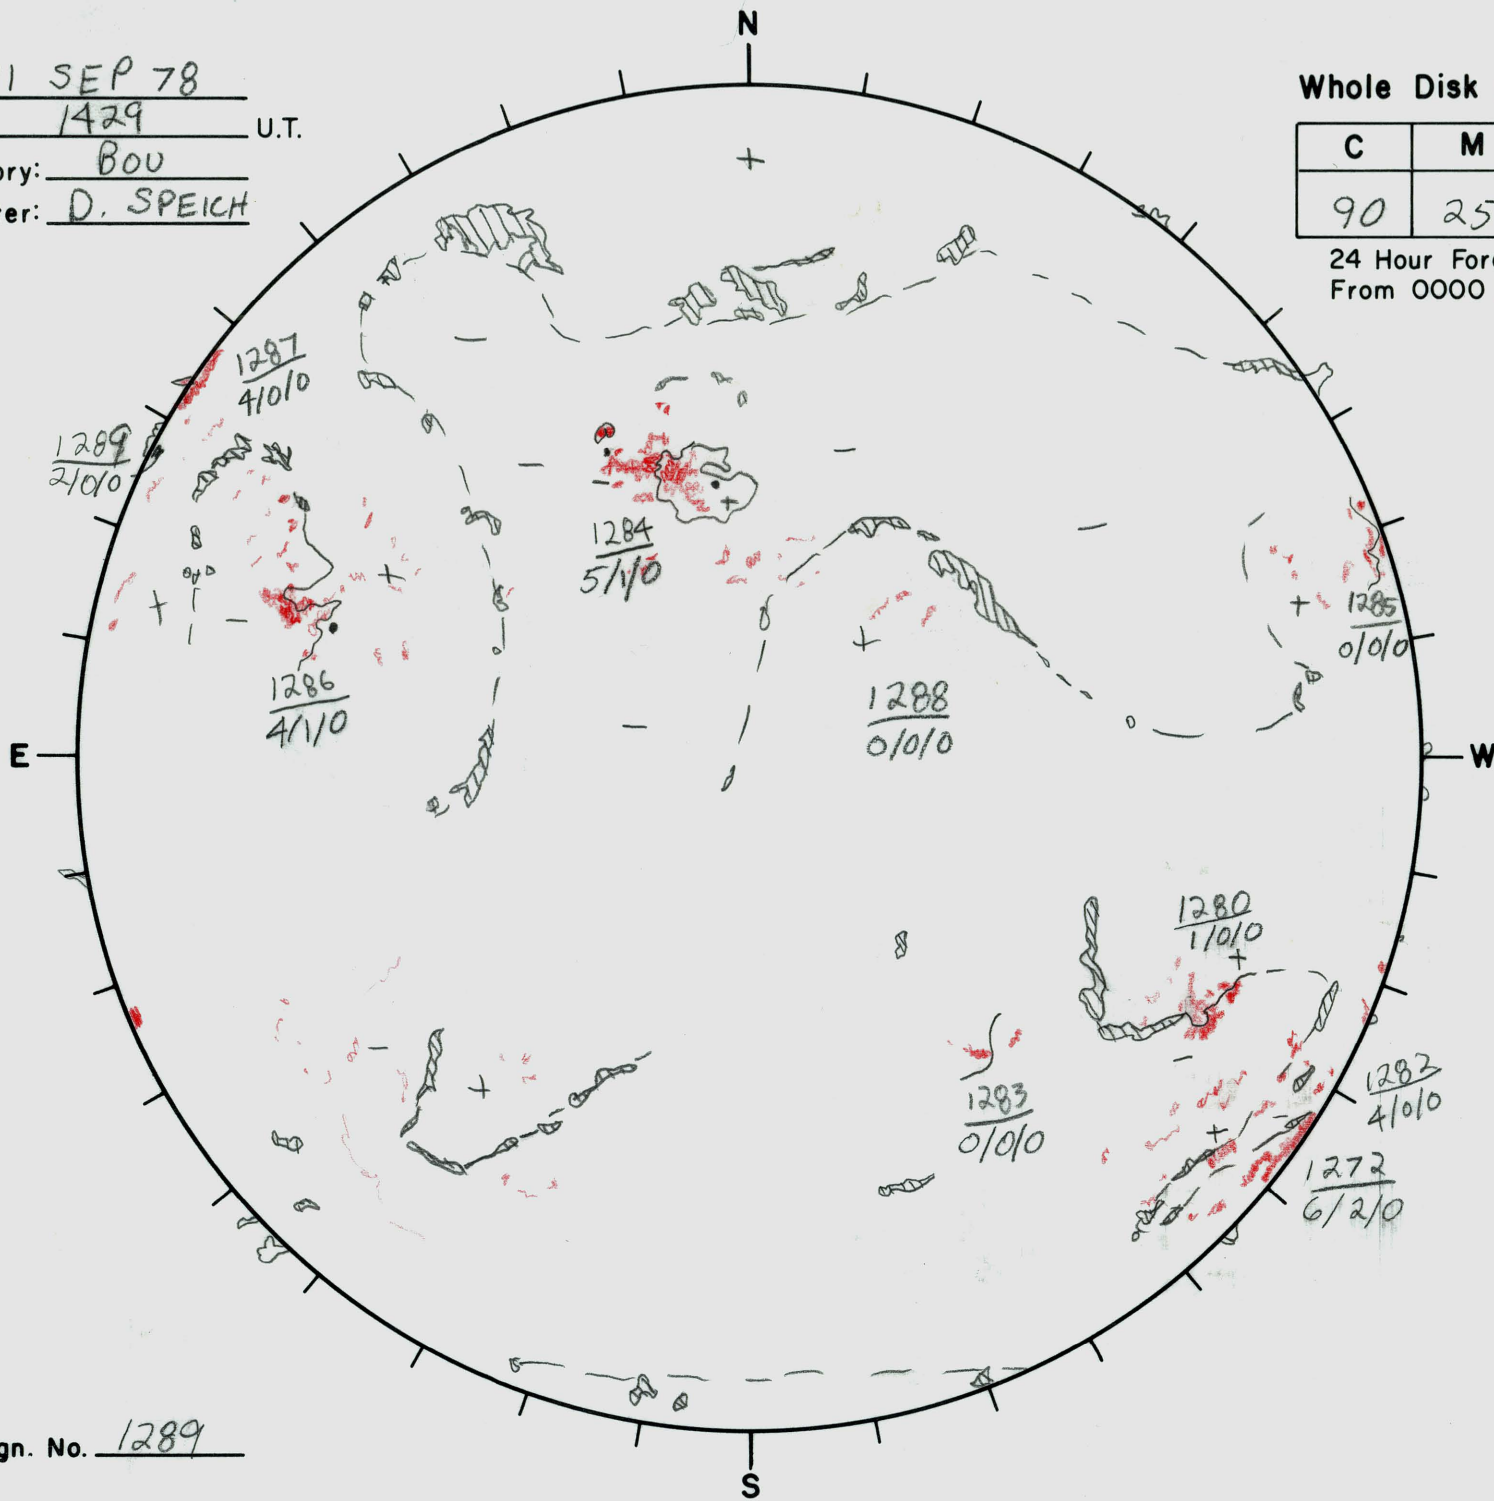 N
1 SEP 78
1429 U.T.
ory: BOU
er: D. SPEICH
Whole Disk
C M
90 25
24 Hour Fore
From 0000
1287
4/0/0
1289
2/0/0
1284
5/1/0
1286
4/1/0
1285
0/0/0
1288
0/0/0
E
W
1280
1/0/0
1283
0/0/0
1282
4/0/0
1272
6/2/0
gn. No. 1289
S